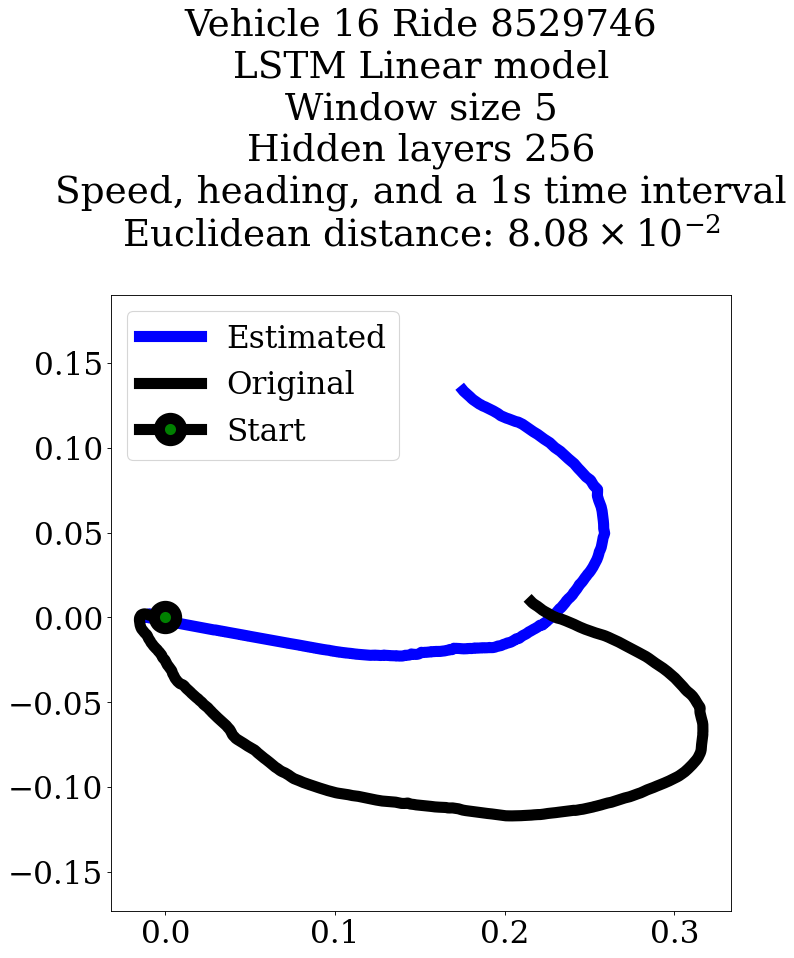 Vehicle 16 Ride 8529746
LSTM Linear model
Window size 5
Hidden layers 256
Speed, heading, and a 1s time interval
Euclidean distance: 8.08 × 10⁻²
Estimated
Original
Start
0.15
0.10
0.05
0.00
−0.05
−0.10
−0.15
0.0 0.1 0.2 0.3